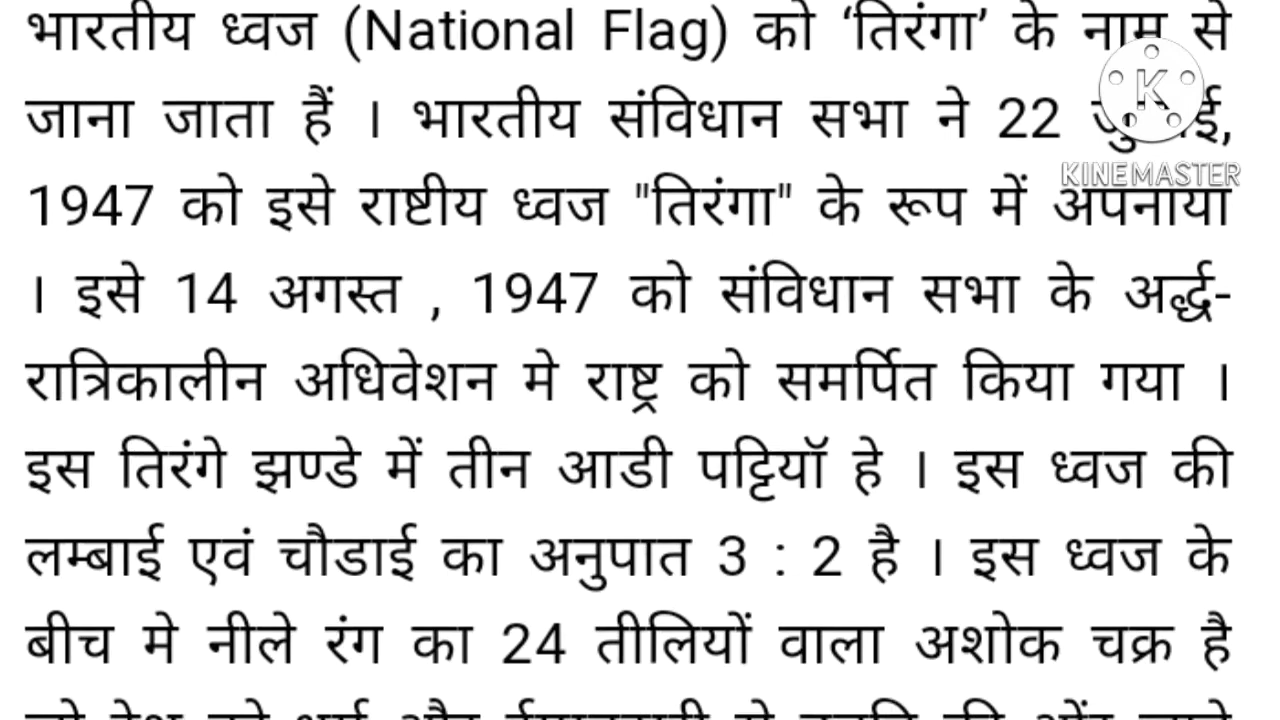 भारतीय ध्वज (National Flag) को ‘तिरंगा’ के नाम से
जाना जाता हैं । भारतीय संविधान सभा ने 22
1947 को इसे राष्टीय ध्वज "तिरंगा" के रूप में अपनाया
। इसे 14 अगस्त , 1947 को संविधान सभा के अर्द्ध-
रात्रिकालीन अधिवेशन मे राष्ट्र को समर्पित किया गया ।
इस तिरंगे झण्डे में तीन आडी पट्टियॉ हे । इस ध्वज की
लम्बाई एवं चौडाई का अनुपात 3 : 2 है । इस ध्वज के
बीच मे नीले रंग का 24 तीलियों वाला अशोक चक्र है
K
KINEMASTER